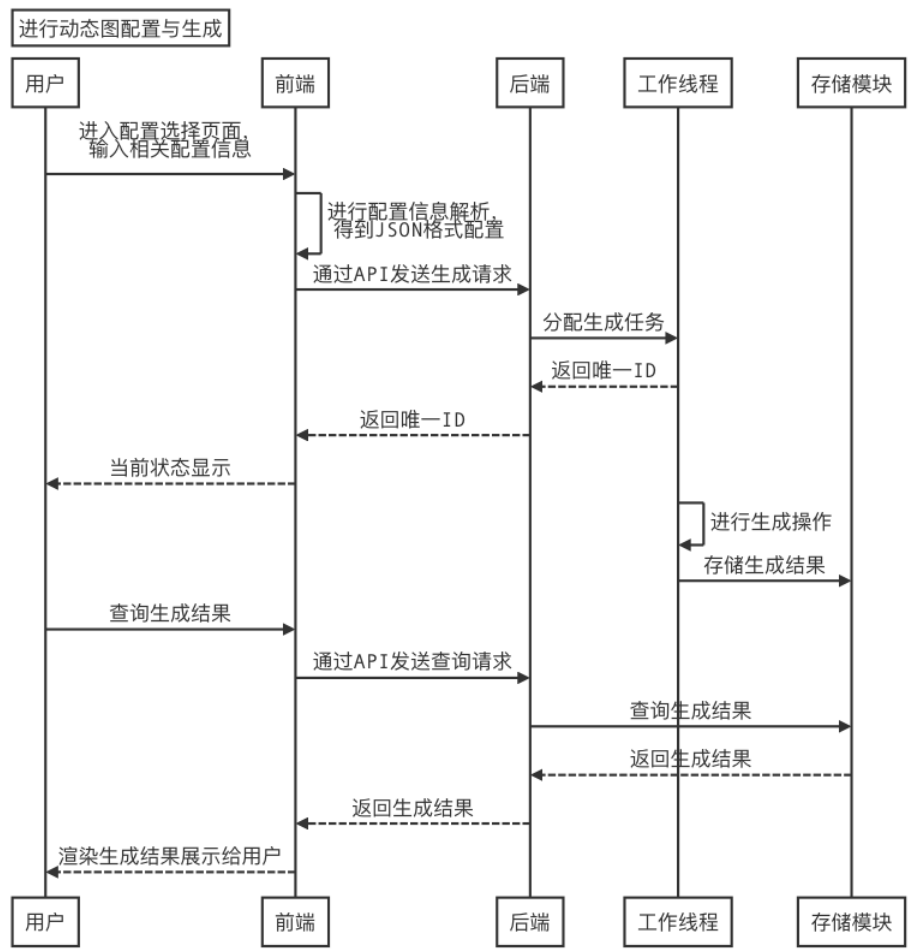 进行动态图配置与生成
用户
前端
后端
工作线程
存储模块
进入配置选择页面,
输入相关配置信息
进行配置信息解析,
得到JSON格式配置
通过API发送生成请求
分配生成任务
返回唯一ID
返回唯一ID
当前状态显示
进行生成操作
存储生成结果
查询生成结果
通过API发送查询请求
查询生成结果
返回生成结果
返回生成结果
渲染生成结果展示给用户
用户
前端
后端
工作线程
存储模块